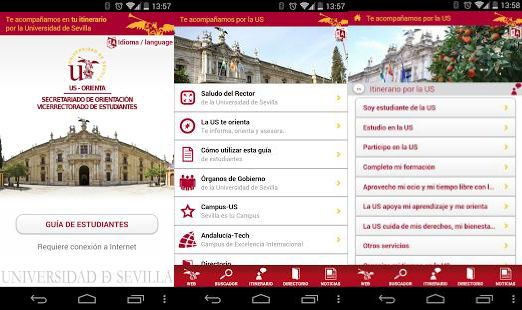 13:57
Te acompañamos en tu itinerario
por la Universidad de Sevilla
Idioma / language
UNIVERSIDAD DE SEVILLA
us
US - ORIENTA
SECRETARIADO DE ORIENTACIÓN
VICERRECTORADO DE ESTUDIANTES
GUÍA DE ESTUDIANTES
Requiere conexión a Internet
UNIVERSIDAD Ð SEVILLA
13:57
Te acompañamos por la US
Saludo del Rector
de la Universidad de Sevilla
La US te orienta
Te informa, orienta y asesora.
Cómo utilizar esta guía
de estudiantes
Órganos de Gobierno
de la Universidad de Sevilla
Campus-US
Sevilla es tu Campus
Andalucía-Tech
Campus de Excelencia Internacional
Directorio
WEB
BUSCADOR
ITINERARIO
DIRECTORIO
NOTICIAS
13:58
Te acompañamos por la US
Itinerario por la US
Soy estudiante de la US
Estudio en la US
Participo en la US
Completo mi formación
Aprovecho mi ocio y mi tiempo libre con l...
La US apoya mi aprendizaje y me orienta
La US cuida de mis derechos, mi bienesta...
Otros servicios
WEB
BUSCADOR
ITINERARIO
DIRECTORIO
NOTICIAS